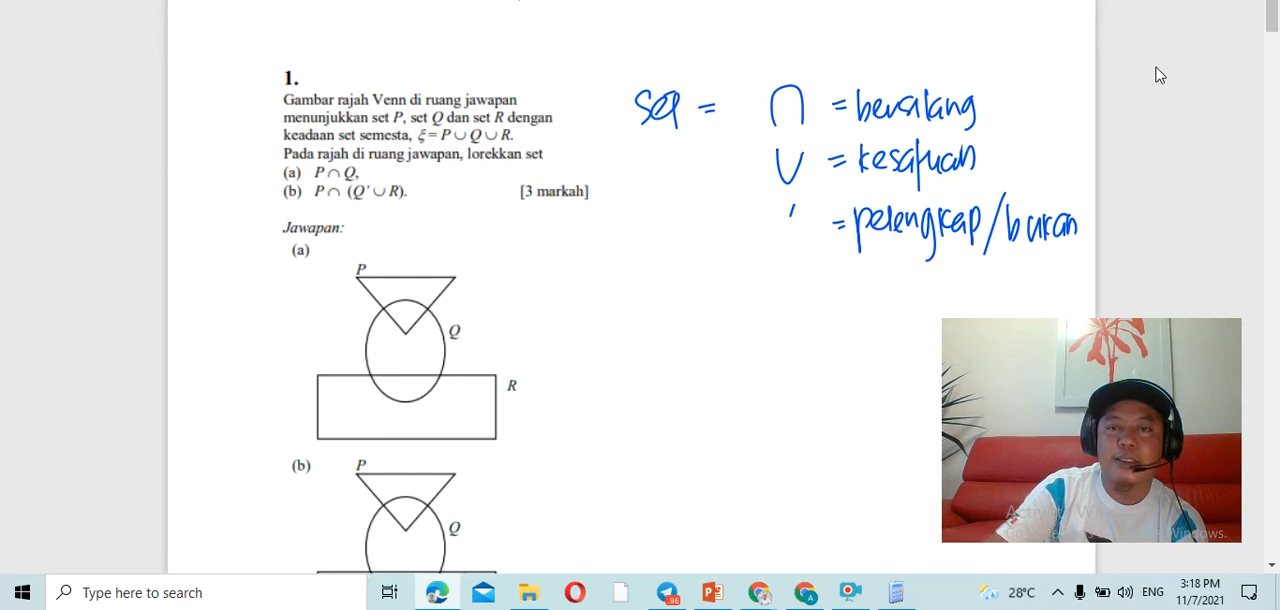 1.
Gambar rajah Venn di ruang jawapan
menunjukkan set P, set Q dan set R dengan
keadaan set semesta, ξ = P ∪ Q ∪ R.
Pada rajah di ruang jawapan, lorekkan set
(a) P ∩ Q,
(b) P ∩ (Q' ∪ R). [3 markah]
Jawapan:
(a)
P
Q
R
(b)
P
Q
set = ∩ = bersilang
∪ = kesatuan
' = pelengkap/bukan
Type here to search
96
28°C
ENG
3:18 PM
11/7/2021